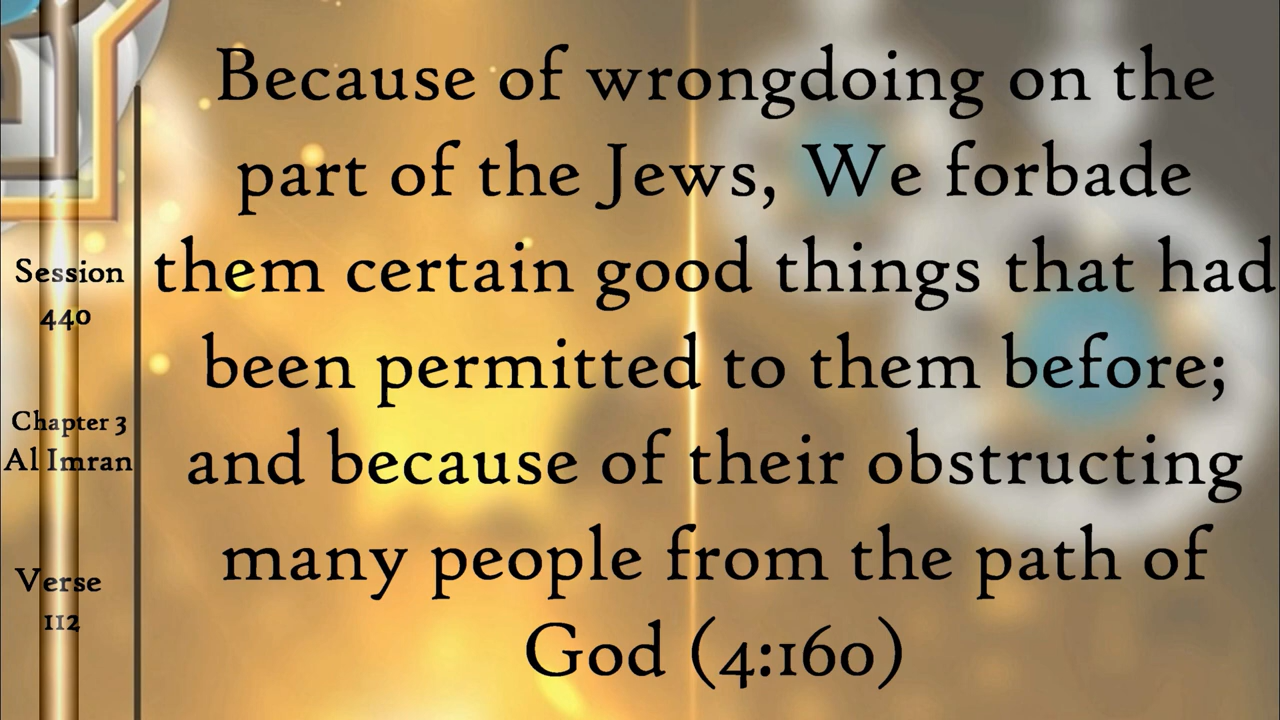 Because of wrongdoing on the
part of the Jews, We forbade
them certain good things that had
been permitted to them before;
and because of their obstructing
many people from the path of
God (4:160)
Session
440
Chapter 3
Al Imran
Verse
112